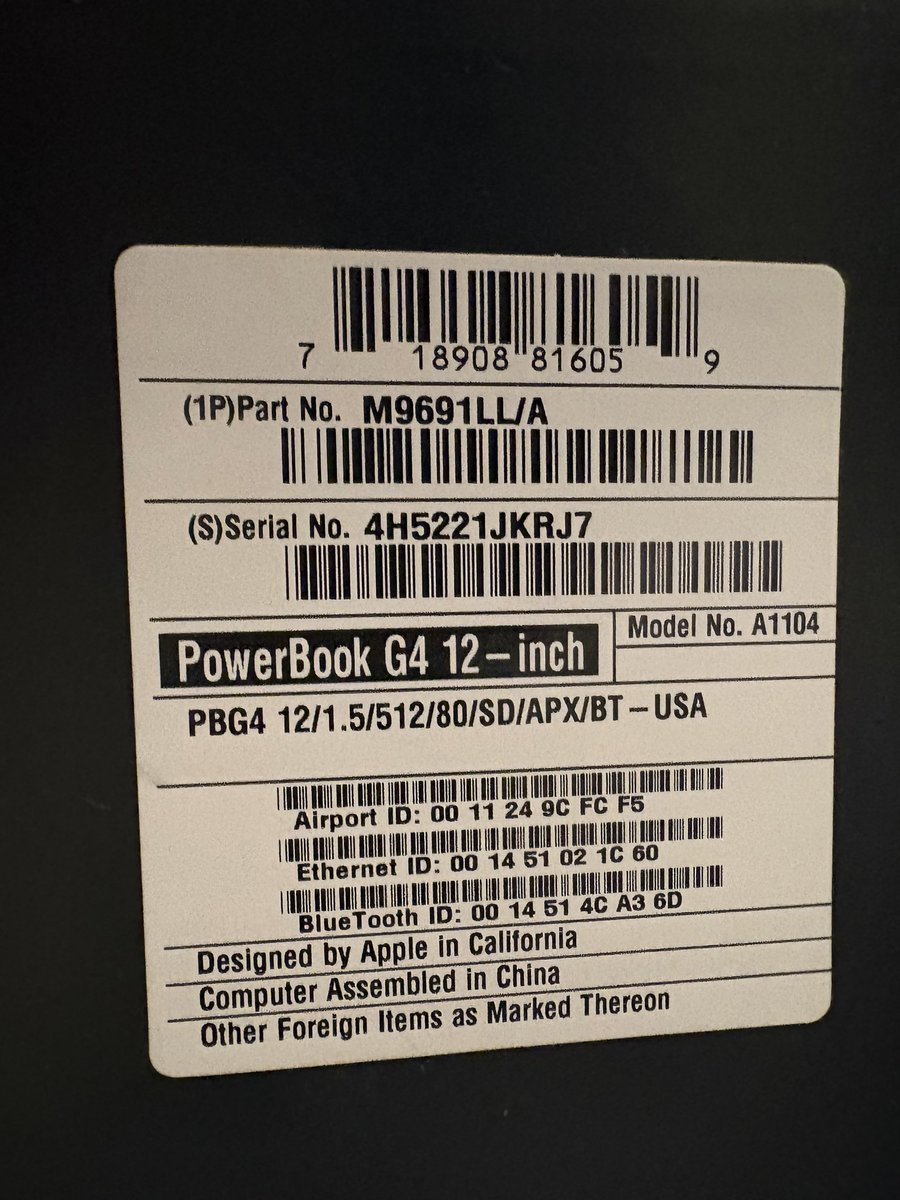 7 18908 81605 9
(1P)Part No. M9691LL/A
(S)Serial No. 4H5221JKRJ7
PowerBook G4 12-inch
Model No. A1104
PBG4 12/1.5/512/80/SD/APX/BT-USA
Airport ID: 00 11 24 9C FC F5
Ethernet ID: 00 14 51 02 1C 60
BlueTooth ID: 00 14 51 4C A3 6D
Designed by Apple in California
Computer Assembled in China
Other Foreign Items as Marked Thereon